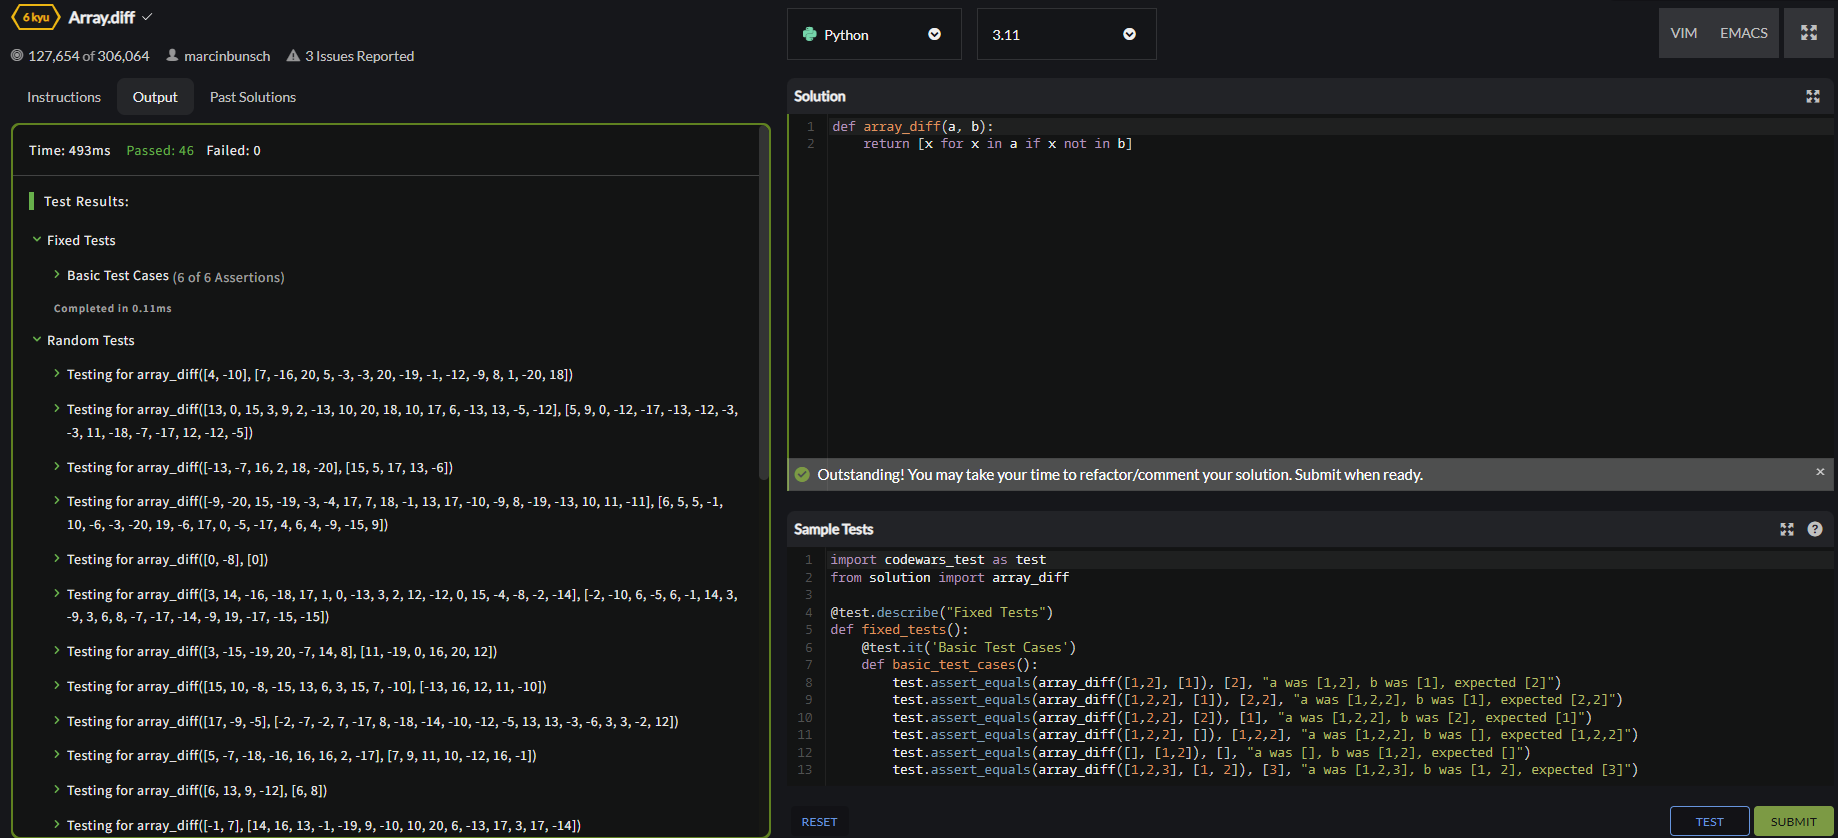 6 kyu Array.diff
127,654 of 306,064 marcinbunsch 3 Issues Reported
Instructions Output Past Solutions
Time: 493ms Passed: 46 Failed: 0
Test Results:
Fixed Tests
Basic Test Cases (6 of 6 Assertions)
Completed in 0.11ms
Random Tests
Testing for array_diff([4, -10], [7, -16, 20, 5, -3, -3, 20, -19, -1, -12, -9, 8, 1, -20, 18])
Testing for array_diff([13, 0, 15, 3, 9, 2, -13, 10, 20, 18, 10, 17, 6, -13, 13, -5, -12], [5, 9, 0, -12, -17, -13, -12, -3,
-3, 11, -18, -7, -17, 12, -12, -5])
Testing for array_diff([-13, -7, 16, 2, 18, -20], [15, 5, 17, 13, -6])
Testing for array_diff([-9, -20, 15, -19, -3, -4, 17, 7, 18, -1, 13, 17, -10, -9, 8, -19, -13, 10, 11, -11], [6, 5, 5, -1,
10, -6, -3, -20, 19, -6, 17, 0, -5, -17, 4, 6, 4, -9, -15, 9])
Testing for array_diff([0, -8], [0])
Testing for array_diff([3, 14, -16, -18, 17, 1, 0, -13, 3, 2, 12, -12, 0, 15, -4, -8, -2, -14], [-2, -10, 6, -5, 6, -1, 14, 3,
-9, 3, 6, 8, -7, -17, -14, -9, 19, -17, -15, -15])
Testing for array_diff([3, -15, -19, 20, -7, 14, 8], [11, -19, 0, 16, 20, 12])
Testing for array_diff([15, 10, -8, -15, 13, 6, 3, 15, 7, -10], [-13, 16, 12, 11, -10])
Testing for array_diff([17, -9, -5], [-2, -7, -2, 7, -17, 8, -18, -14, -10, -12, -5, 13, 13, -3, -6, 3, 3, -2, 12])
Testing for array_diff([5, -7, -18, -16, 16, 16, 2, -17], [7, 9, 11, 10, -12, 16, -1])
Testing for array_diff([6, 13, 9, -12], [6, 8])
Testing for array_diff([-1, 7], [14, 16, 13, -1, -19, 9, -10, 10, 20, 6, -13, 17, 3, 17, -14])
Python 3.11 VIM EMACS
Solution
1 def array_diff(a, b):
2 return [x for x in a if x not in b]
Outstanding! You may take your time to refactor/comment your solution. Submit when ready. ×
Sample Tests ?
1 import codewars_test as test
2 from solution import array_diff
3
4 @test.describe("Fixed Tests")
5 def fixed_tests():
6 @test.it('Basic Test Cases')
7 def basic_test_cases():
8 test.assert_equals(array_diff([1,2], [1]), [2], "a was [1,2], b was [1], expected [2]")
9 test.assert_equals(array_diff([1,2,2], [1]), [2,2], "a was [1,2,2], b was [1], expected [2,2]")
10 test.assert_equals(array_diff([1,2,2], [2]), [1], "a was [1,2,2], b was [2], expected [1]")
11 test.assert_equals(array_diff([1,2,2], []), [1,2,2], "a was [1,2,2], b was [], expected [1,2,2]")
12 test.assert_equals(array_diff([], [1,2]), [], "a was [], b was [1,2], expected []")
13 test.assert_equals(array_diff([1,2,3], [1, 2]), [3], "a was [1,2,3], b was [1, 2], expected [3]")
RESET TEST SUBMIT